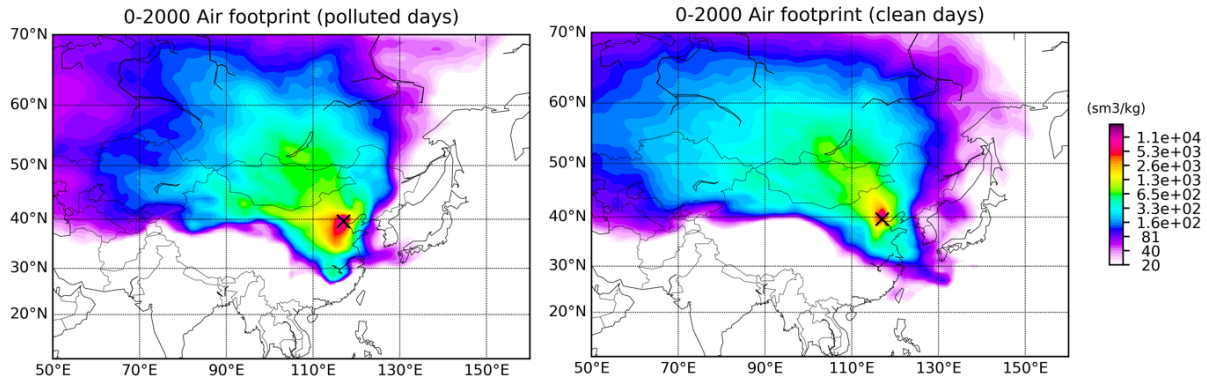 0-2000 Air footprint (polluted days)
70°N
60°N
50°N
40°N
30°N
20°N
50°E 70°E 90°E 110°E 130°E 150°E
0-2000 Air footprint (clean days)
70°N
60°N
50°N
40°N
30°N
20°N
50°E 70°E 90°E 110°E 130°E 150°E
(sm3/kg)
1.1e+04
5.3e+03
2.6e+03
1.3e+03
6.5e+02
3.3e+02
1.6e+02
81
40
20